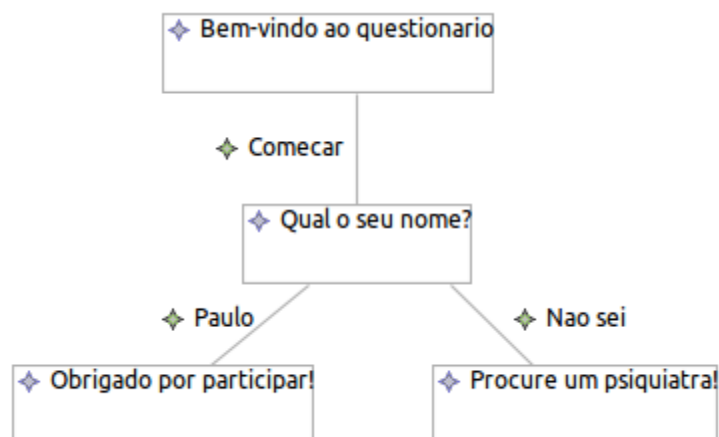 Bem-vindo ao questionario
Comecar
Qual o seu nome?
Paulo
Nao sei
Obrigado por participar!
Procure um psiquiatra!